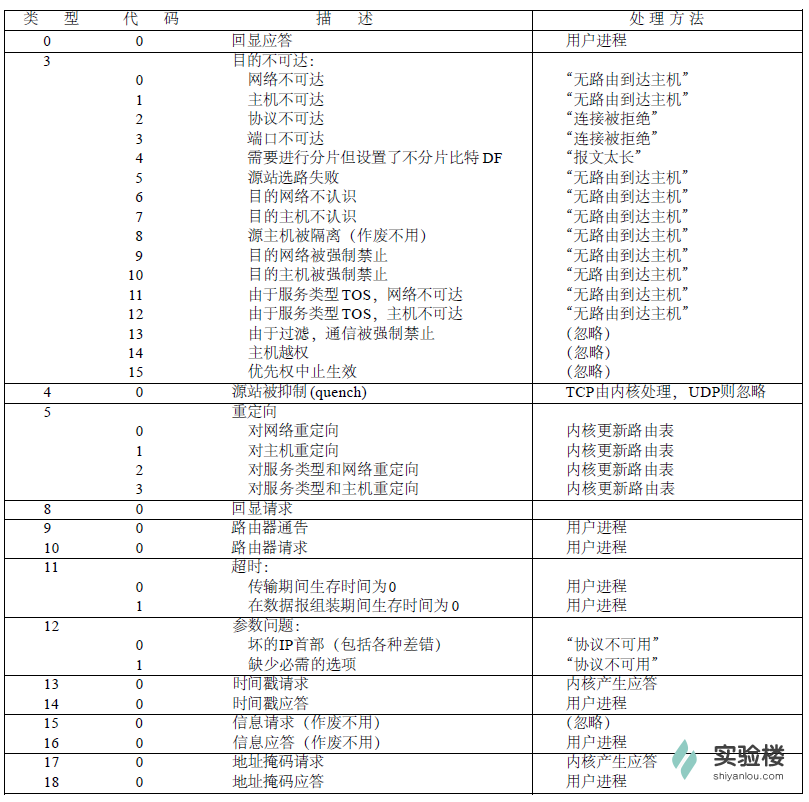 类 型 代 码 描 述 处理方法
0 0 回显应答 用户进程
3 目的不可达:
0 网络不可达 “无路由到达主机”
1 主机不可达 “无路由到达主机”
2 协议不可达 “连接被拒绝”
3 端口不可达 “连接被拒绝”
4 需要进行分片但设置了不分片比特 DF “报文太长”
5 源站选路失败 “无路由到达主机”
6 目的网络不认识 “无路由到达主机”
7 目的主机不认识 “无路由到达主机”
8 源主机被隔离（作废不用） “无路由到达主机”
9 目的网络被强制禁止 “无路由到达主机”
10 目的主机被强制禁止 “无路由到达主机”
11 由于服务类型 TOS，网络不可达 “无路由到达主机”
12 由于服务类型 TOS，主机不可达 “无路由到达主机”
13 由于过滤，通信被强制禁止 （忽略）
14 主机越权 （忽略）
15 优先权中止生效 （忽略）
4 0 源站被抑制 (quench) TCP由内核处理，UDP则忽略
5 重定向
0 对网络重定向 内核更新路由表
1 对主机重定向 内核更新路由表
2 对服务类型和网络重定向 内核更新路由表
3 对服务类型和主机重定向 内核更新路由表
8 0 回显请求
9 0 路由器通告 用户进程
10 0 路由器请求 用户进程
11 超时:
0 传输期间生存时间为0 用户进程
1 在数据报组装期间生存时间为 0 用户进程
12 参数问题:
0 坏的IP首部（包括各种差错） “协议不可用”
1 缺少必需的选项 “协议不可用”
13 0 时间戳请求 内核产生应答
14 0 时间戳应答 用户进程
15 0 信息请求（作废不用） （忽略）
16 0 信息应答（作废不用） 用户进程
17 0 地址掩码请求 内核产生应答
18 0 地址掩码应答 用户进程
实验楼
shiyanlou.com